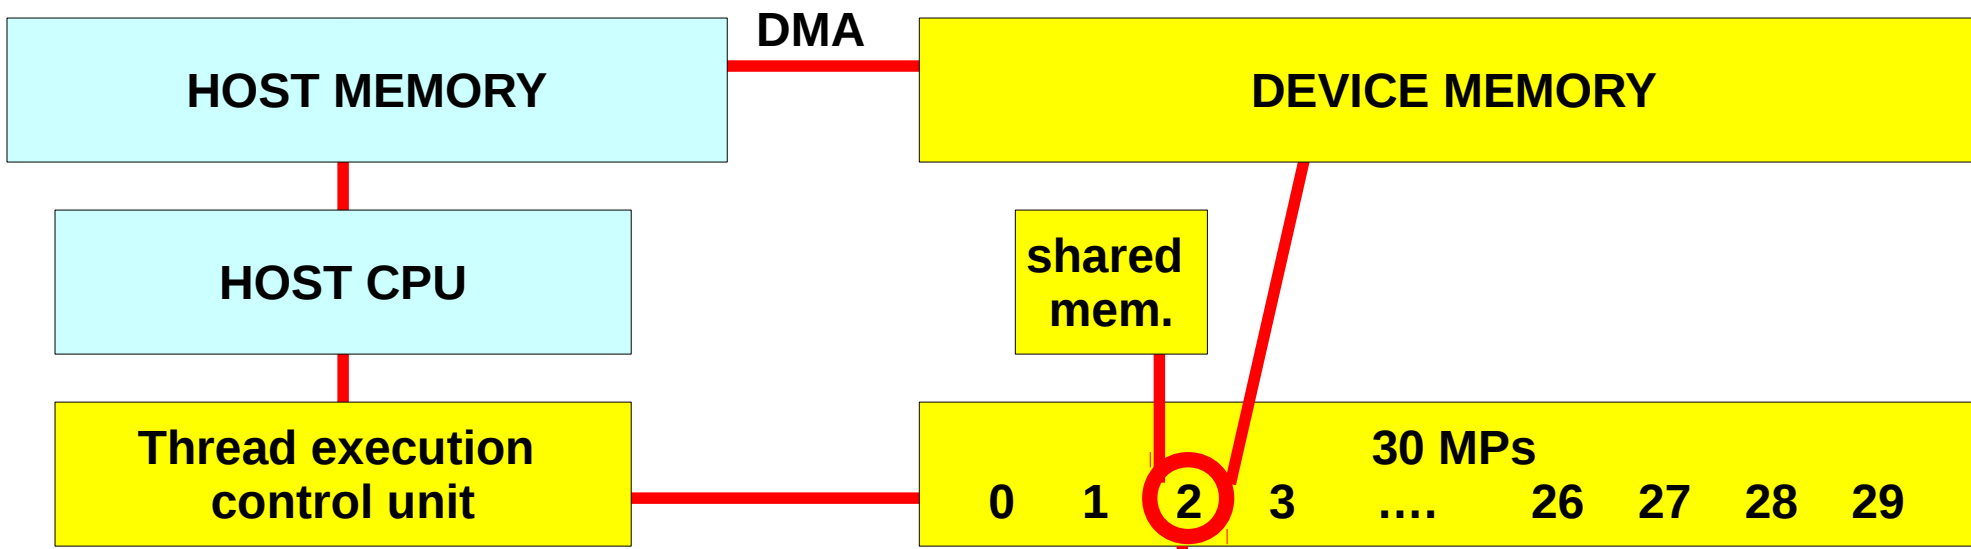 DMA
HOST MEMORY
DEVICE MEMORY
HOST CPU
shared
mem.
Thread execution
control unit
30 MPs
0 1 2 3 .... 26 27 28 29